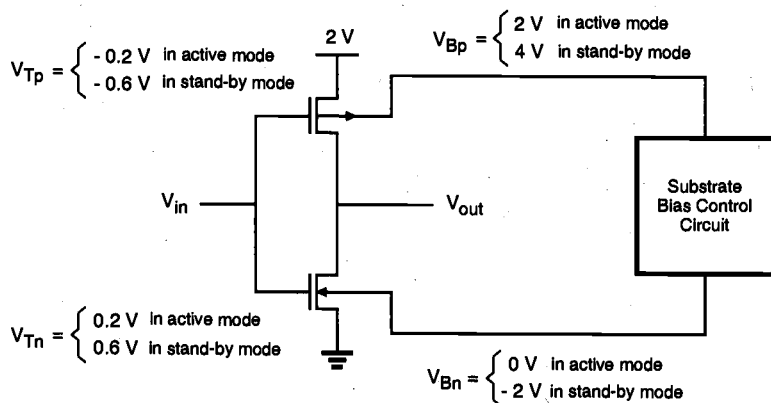 2 V
V_Tp = { - 0.2 V in active mode
- 0.6 V in stand-by mode
V_Bp = { 2 V in active mode
4 V in stand-by mode
V_in
V_out
Substrate
Bias Control
Circuit
V_Tn = { 0.2 V in active mode
0.6 V in stand-by mode
V_Bn = { 0 V in active mode
- 2 V in stand-by mode